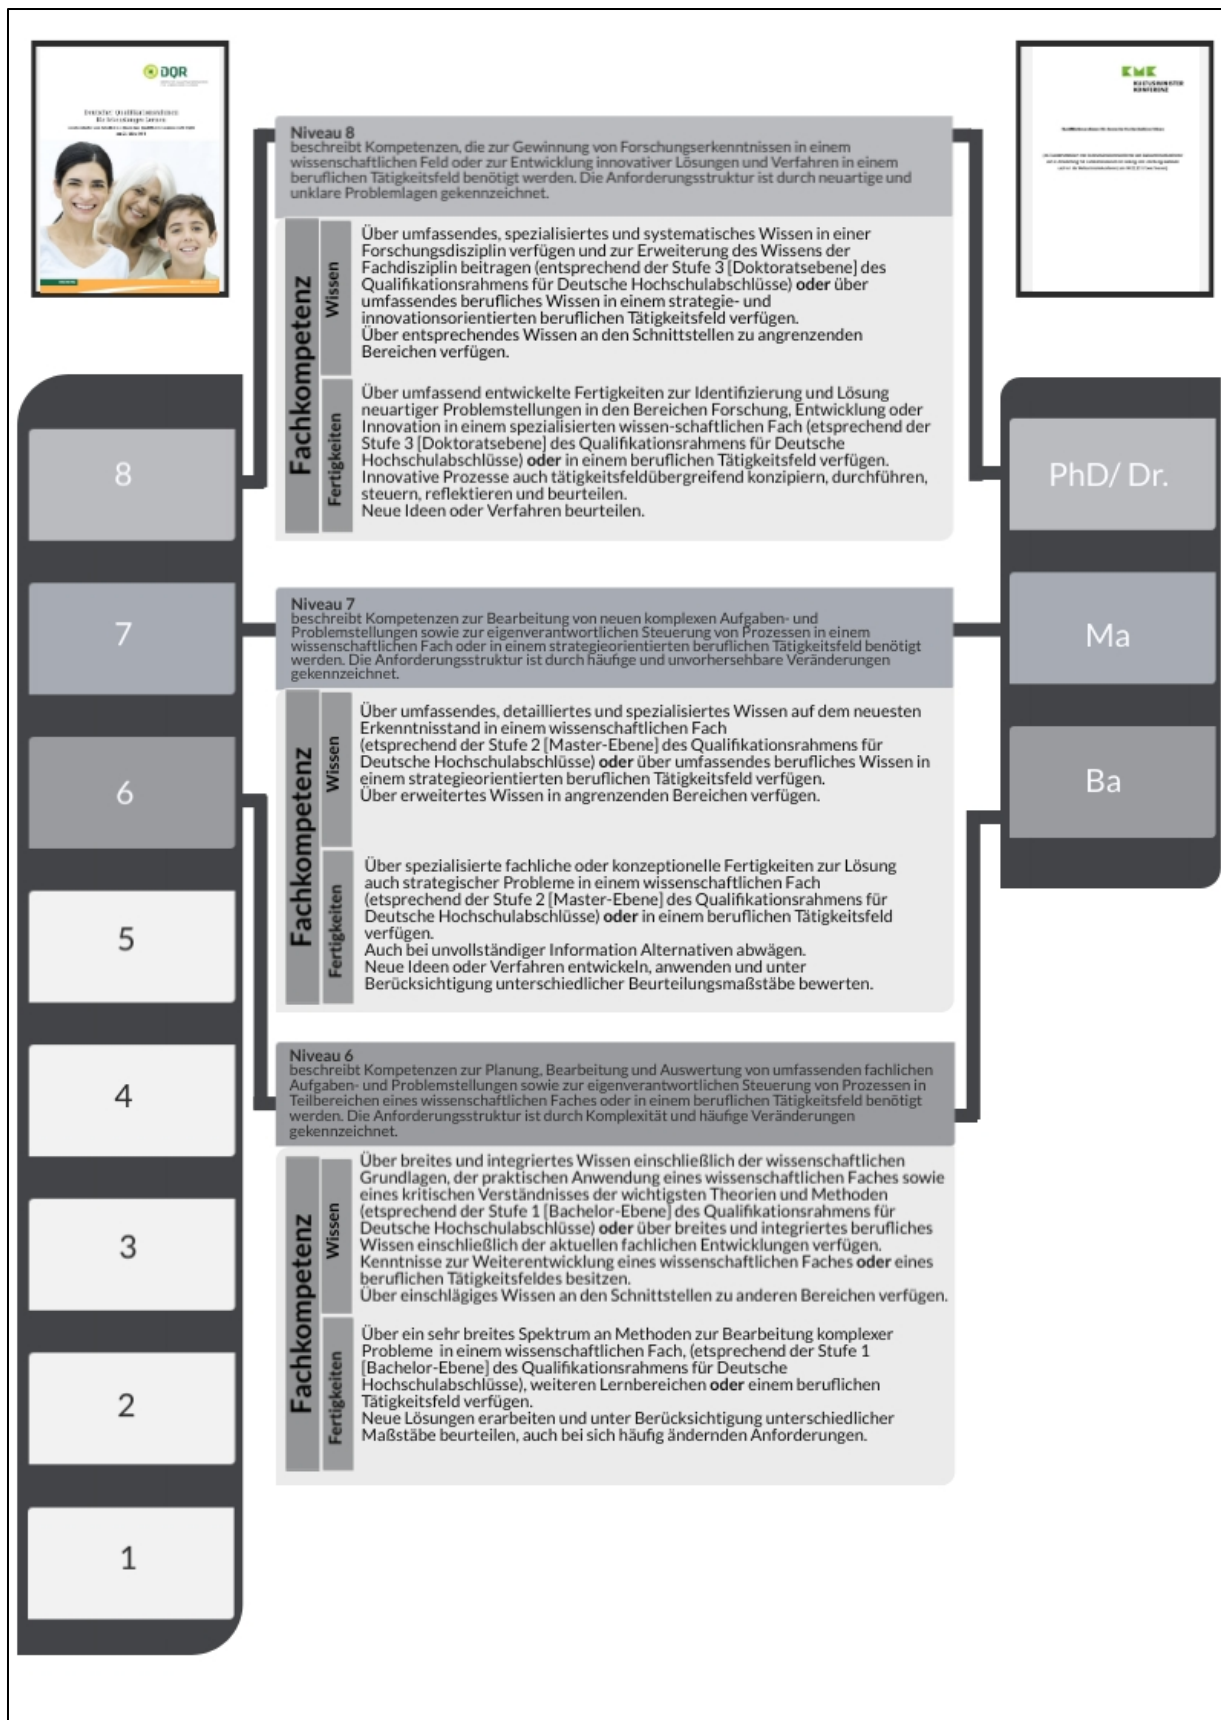 DQR
KMK
KULTUSMINISTER
KONFERENZ
Niveau 8
beschreibt Kompetenzen, die zur Gewinnung von Forschungserkenntnissen in einem
wissenschaftlichen Feld oder zur Entwicklung innovativer Lösungen und Verfahren in einem
beruflichen Tätigkeitsfeld benötigt werden. Die Anforderungsstruktur ist durch neuartige und
unklare Problemlagen gekennzeichnet.
Fachkompetenz
Wissen
Über umfassendes, spezialisiertes und systematisches Wissen in einer
Forschungsdisziplin verfügen und zur Erweiterung des Wissens der
Fachdisziplin beitragen (entsprechend der Stufe 3 [Doktoratsebene] des
Qualifikationsrahmens für Deutsche Hochschulabschlüsse) oder über
umfassendes berufliches Wissen in einem strategie- und
innovationsorientierten beruflichen Tätigkeitsfeld verfügen.
Über entsprechendes Wissen an den Schnittstellen zu angrenzenden
Bereichen verfügen.
Fertigkeiten
Über umfassend entwickelte Fertigkeiten zur Identifizierung und Lösung
neuartiger Problemstellungen in den Bereichen Forschung, Entwicklung oder
Innovation in einem spezialisierten wissen-schaftlichen Fach (etsprechend der
Stufe 3 [Doktoratsebene] des Qualifikationsrahmens für Deutsche
Hochschulabschlüsse) oder in einem beruflichen Tätigkeitsfeld verfügen.
Innovative Prozesse auch tätigkeitsfeldübergreifend konzipieren, durchführen,
steuern, reflektieren und beurteilen.
Neue Ideen oder Verfahren beurteilen.
8
PhD/ Dr.
Niveau 7
beschreibt Kompetenzen zur Bearbeitung von neuen komplexen Aufgaben- und
Problemstellungen sowie zur eigenverantwortlichen Steuerung von Prozessen in einem
wissenschaftlichen Fach oder in einem strategieorientierten beruflichen Tätigkeitsfeld benötigt
werden. Die Anforderungsstruktur ist durch häufige und unvorhersehbare Veränderungen
gekennzeichnet.
7
Ma
Fachkompetenz
Wissen
Über umfassendes, detailliertes und spezialisiertes Wissen auf dem neuesten
Erkenntnisstand in einem wissenschaftlichen Fach
(etsprechend der Stufe 2 [Master-Ebene] des Qualifikationsrahmens für
Deutsche Hochschulabschlüsse) oder über umfassendes berufliches Wissen in
einem strategieorientierten beruflichen Tätigkeitsfeld verfügen.
Über erweitertes Wissen in angrenzenden Bereichen verfügen.
6
Ba
Fertigkeiten
Über spezialisierte fachliche oder konzeptionelle Fertigkeiten zur Lösung
auch strategischer Probleme in einem wissenschaftlichen Fach
(etsprechend der Stufe 2 [Master-Ebene] des Qualifikationsrahmens für
Deutsche Hochschulabschlüsse) oder in einem beruflichen Tätigkeitsfeld
verfügen.
Auch bei unvollständiger Information Alternativen abwägen.
Neue Ideen oder Verfahren entwickeln, anwenden und unter
Berücksichtigung unterschiedlicher Beurteilungsmaßstäbe bewerten.
5
Niveau 6
beschreibt Kompetenzen zur Planung, Bearbeitung und Auswertung von umfassenden fachlichen
Aufgaben- und Problemstellungen sowie zur eigenverantwortlichen Steuerung von Prozessen in
Teilbereichen eines wissenschaftlichen Faches oder in einem beruflichen Tätigkeitsfeld benötigt
werden. Die Anforderungsstruktur ist durch Komplexität und häufige Veränderungen
gekennzeichnet.
4
Fachkompetenz
Wissen
Über breites und integriertes Wissen einschließlich der wissenschaftlichen
Grundlagen, der praktischen Anwendung eines wissenschaftlichen Faches sowie
eines kritischen Verständnisses der wichtigsten Theorien und Methoden
(etsprechend der Stufe 1 [Bachelor-Ebene] des Qualifikationsrahmens für
Deutsche Hochschulabschlüsse) oder über breites und integriertes berufliches
Wissen einschließlich der aktuellen fachlichen Entwicklungen verfügen.
Kenntnisse zur Weiterentwicklung eines wissenschaftlichen Faches oder eines
beruflichen Tätigkeitsfeldes besitzen.
Über einschlägiges Wissen an den Schnittstellen zu anderen Bereichen verfügen.
3
Fertigkeiten
Über ein sehr breites Spektrum an Methoden zur Bearbeitung komplexer
Probleme in einem wissenschaftlichen Fach, (etsprechend der Stufe 1
[Bachelor-Ebene] des Qualifikationsrahmens für Deutsche
Hochschulabschlüsse), weiteren Lernbereichen oder einem beruflichen
Tätigkeitsfeld verfügen.
Neue Lösungen erarbeiten und unter Berücksichtigung unterschiedlicher
Maßstäbe beurteilen, auch bei sich häufig ändernden Anforderungen.
2
1